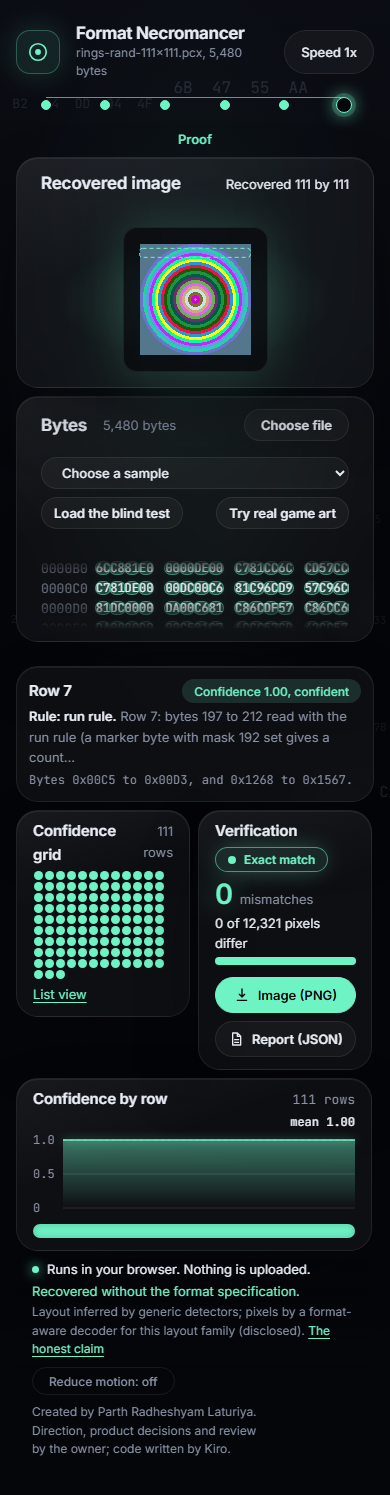 Format Necromancer
rings-rand-111×111.pcx, 5,480
bytes
Speed 1x
6B 47 55 AA
Proof
Recovered image
Recovered 111 by 111
Bytes
5,480 bytes
Choose file
Choose a sample
Load the blind test
Try real game art
0000B0 6CC881E0 0000DE00 C781CC6C CD57CC
0000C0 C781DE00 00DC00C6 81C96CD9 57C96C
0000D0 81DC0000 DA00C681 C86CDF57 C86CC6
Row 7
Confidence 1.00, confident
Rule: run rule. Row 7: bytes 197 to 212 read with the
run rule (a marker byte with mask 192 set gives a
count...
Bytes 0x00C5 to 0x00D3, and 0x1268 to 0x1567.
Confidence
grid
111
rows
List view
Verification
Exact match
0 mismatches
0 of 12,321 pixels
differ
Image (PNG)
Report (JSON)
Confidence by row
111 rows
mean 1.00
1.0
0.5
0
Runs in your browser. Nothing is uploaded.
Recovered without the format specification.
Layout inferred by generic detectors; pixels by a format-
aware decoder for this layout family (disclosed). The
honest claim
Reduce motion: off
Created by Parth Radheshyam Laturiya.
Direction, product decisions and review
by the owner; code written by Kiro.